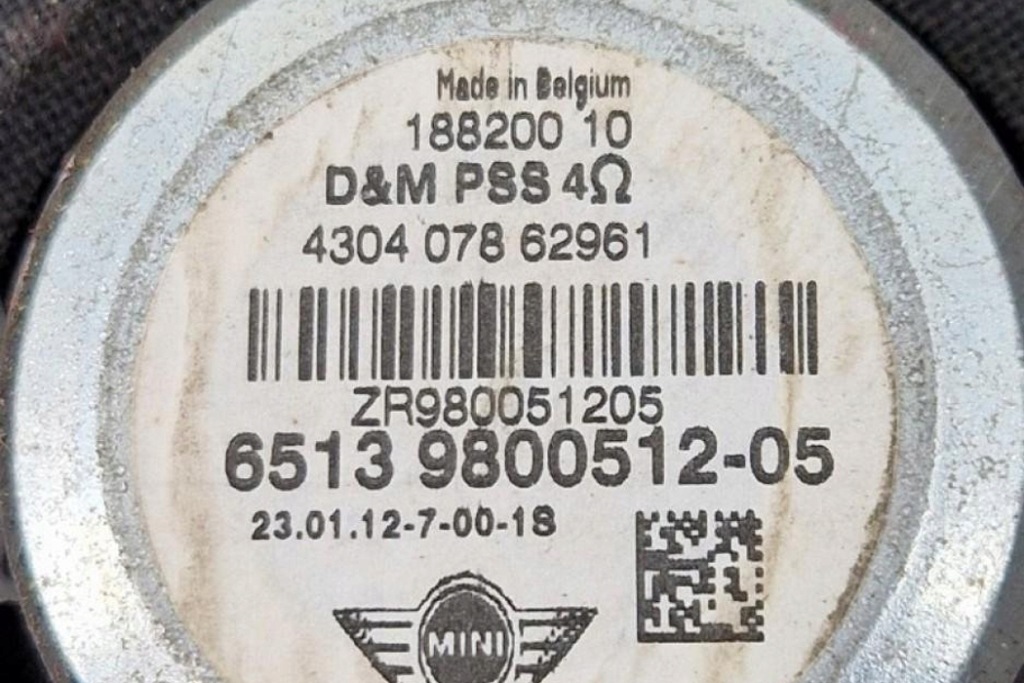 Made in Belgium
188200 10
D&M PSS 4Ω
4304 078 62961
ZR980051205
6513 9800512-05
23.01.12-7-00-1S
MINI